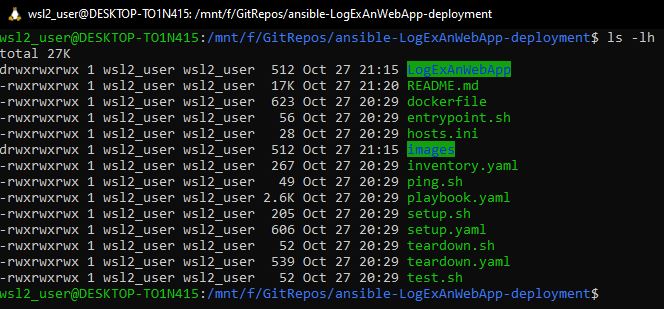 wsl2_user@DESKTOP-TO1N415: /mnt/f/GitRepos/ansible-LogExAnWebApp-deployment
wsl2_user@DESKTOP-TO1N415:/mnt/f/GitRepos/ansible-LogExAnWebApp-deployment$ ls -lh
total 27K
drwxrwxrwx 1 wsl2_user wsl2_user  512 Oct 27 21:15 LogExAnWebApp
-rwxrwxrwx 1 wsl2_user wsl2_user  17K Oct 27 21:20 README.md
-rwxrwxrwx 1 wsl2_user wsl2_user  623 Oct 27 20:29 dockerfile
-rwxrwxrwx 1 wsl2_user wsl2_user   56 Oct 27 20:29 entrypoint.sh
-rwxrwxrwx 1 wsl2_user wsl2_user   28 Oct 27 20:29 hosts.ini
drwxrwxrwx 1 wsl2_user wsl2_user  512 Oct 27 21:15 images
-rwxrwxrwx 1 wsl2_user wsl2_user  267 Oct 27 20:29 inventory.yaml
-rwxrwxrwx 1 wsl2_user wsl2_user   49 Oct 27 20:29 ping.sh
-rwxrwxrwx 1 wsl2_user wsl2_user 2.6K Oct 27 20:29 playbook.yaml
-rwxrwxrwx 1 wsl2_user wsl2_user  205 Oct 27 20:29 setup.sh
-rwxrwxrwx 1 wsl2_user wsl2_user  606 Oct 27 20:29 setup.yaml
-rwxrwxrwx 1 wsl2_user wsl2_user   52 Oct 27 20:29 teardown.sh
-rwxrwxrwx 1 wsl2_user wsl2_user  539 Oct 27 20:29 teardown.yaml
-rwxrwxrwx 1 wsl2_user wsl2_user   52 Oct 27 20:29 test.sh
wsl2_user@DESKTOP-TO1N415:/mnt/f/GitRepos/ansible-LogExAnWebApp-deployment$